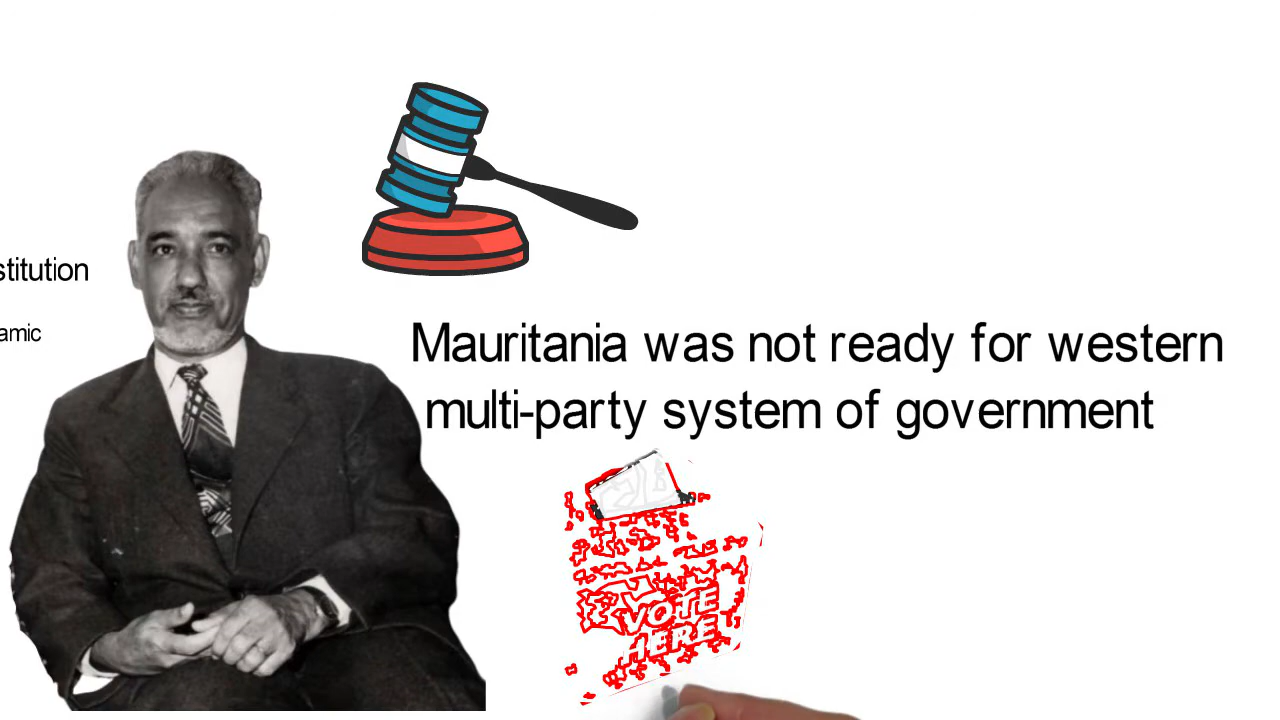 stitution
amic
Mauritania was not ready for western
multi-party system of government
VOTE
HERE